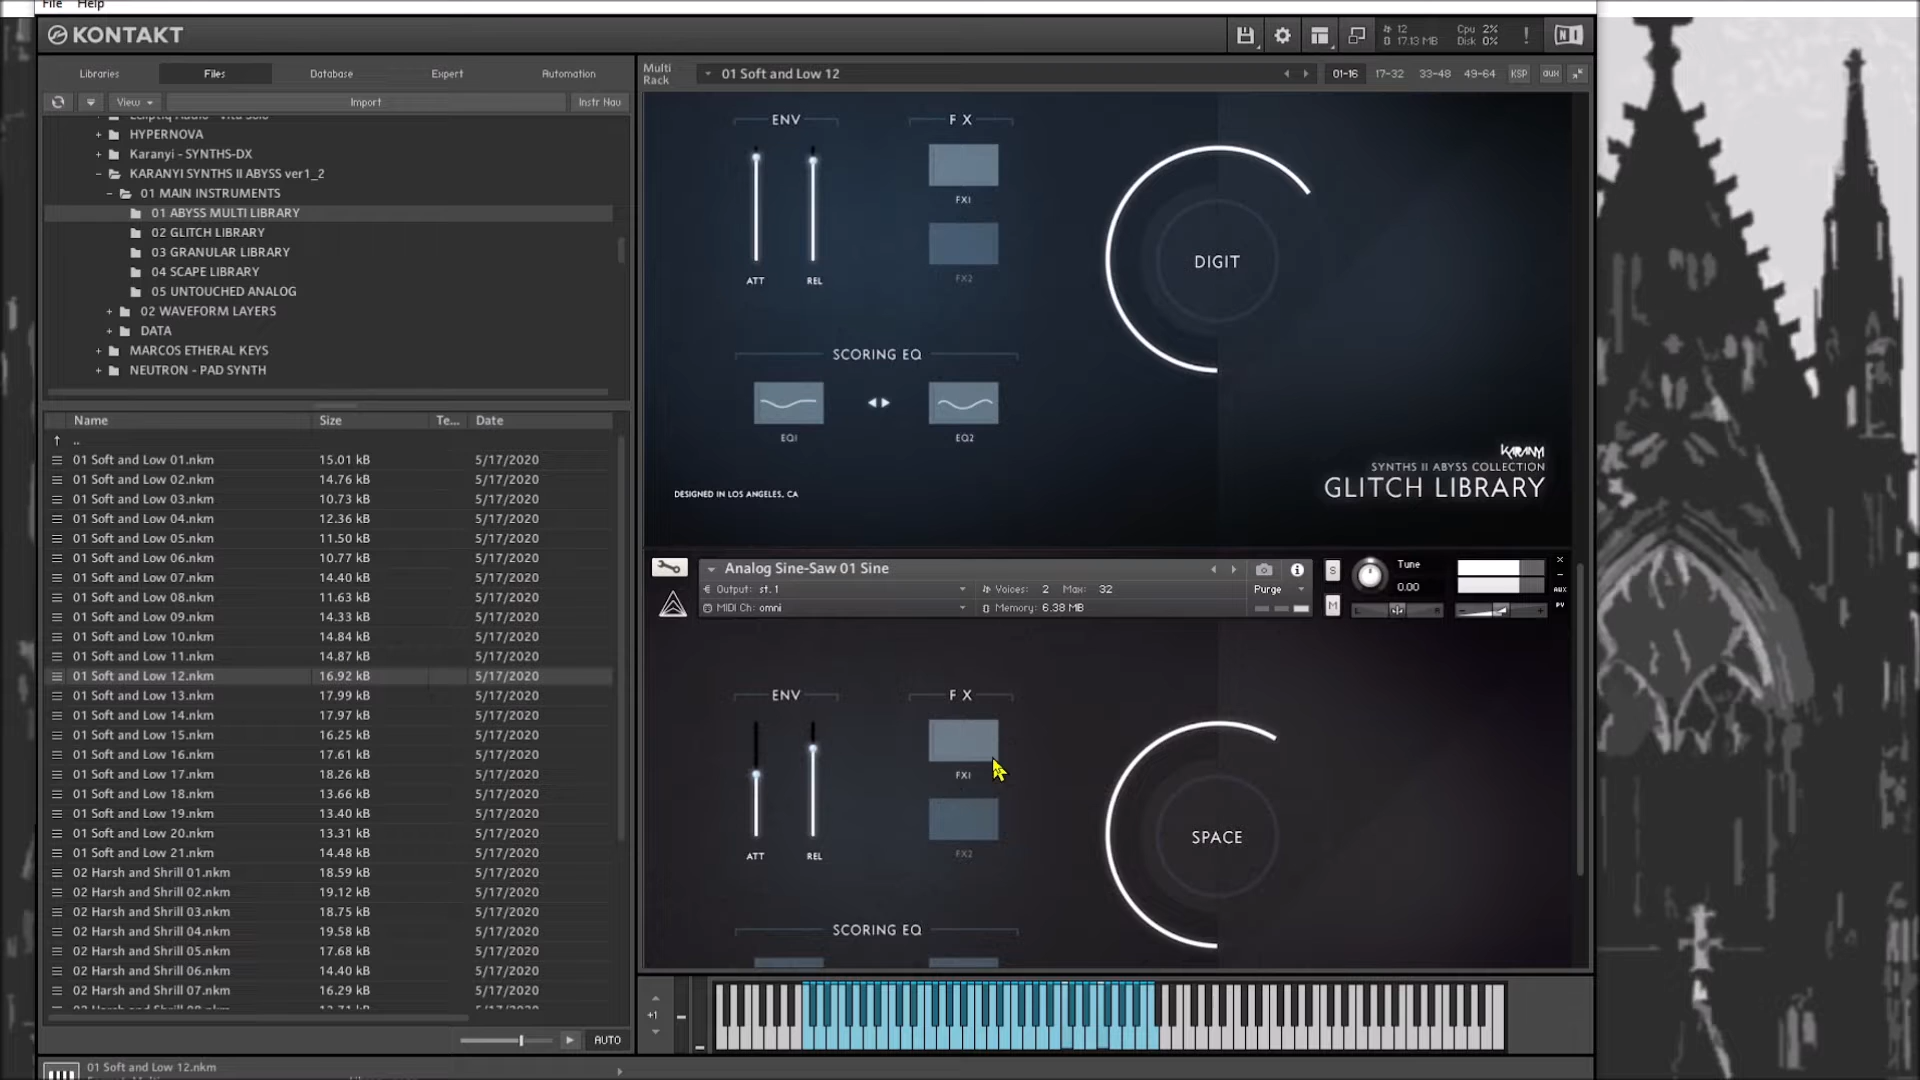 File Help
KONTAKT
12
17.13 MB
Cpu 2%
Disk 0%
!
Libraries Files Database Expert Automation
View Import Instr Nau
HYPERNOVA
Karanyi - SYNTHS-DX
KARANYI SYNTHS II ABYSS ver1_2
01 MAIN INSTRUMENTS
01 ABYSS MULTI LIBRARY
02 GLITCH LIBRARY
03 GRANULAR LIBRARY
04 SCAPE LIBRARY
05 UNTOUCHED ANALOG
02 WAVEFORM LAYERS
DATA
MARCOS ETHERAL KEYS
NEUTRON - PAD SYNTH
Name Size Te... Date
..
01 Soft and Low 01.nkm 15.01 kB 5/17/2020
01 Soft and Low 02.nkm 14.76 kB 5/17/2020
01 Soft and Low 03.nkm 10.73 kB 5/17/2020
01 Soft and Low 04.nkm 12.36 kB 5/17/2020
01 Soft and Low 05.nkm 11.50 kB 5/17/2020
01 Soft and Low 06.nkm 10.77 kB 5/17/2020
01 Soft and Low 07.nkm 14.40 kB 5/17/2020
01 Soft and Low 08.nkm 11.63 kB 5/17/2020
01 Soft and Low 09.nkm 14.33 kB 5/17/2020
01 Soft and Low 10.nkm 14.84 kB 5/17/2020
01 Soft and Low 11.nkm 14.87 kB 5/17/2020
01 Soft and Low 12.nkm 16.92 kB 5/17/2020
01 Soft and Low 13.nkm 17.99 kB 5/17/2020
01 Soft and Low 14.nkm 17.97 kB 5/17/2020
01 Soft and Low 15.nkm 16.25 kB 5/17/2020
01 Soft and Low 16.nkm 17.61 kB 5/17/2020
01 Soft and Low 17.nkm 18.26 kB 5/17/2020
01 Soft and Low 18.nkm 13.66 kB 5/17/2020
01 Soft and Low 19.nkm 13.40 kB 5/17/2020
01 Soft and Low 20.nkm 13.31 kB 5/17/2020
01 Soft and Low 21.nkm 14.48 kB 5/17/2020
02 Harsh and Shrill 01.nkm 18.59 kB 5/17/2020
02 Harsh and Shrill 02.nkm 19.12 kB 5/17/2020
02 Harsh and Shrill 03.nkm 18.75 kB 5/17/2020
02 Harsh and Shrill 04.nkm 19.58 kB 5/17/2020
02 Harsh and Shrill 05.nkm 17.68 kB 5/17/2020
02 Harsh and Shrill 06.nkm 14.40 kB 5/17/2020
02 Harsh and Shrill 07.nkm 16.29 kB 5/17/2020
AUTO
01 Soft and Low 12.nkm
Multi Rack
01 Soft and Low 12
01-16 17-32 33-48 49-64 KSP AUX
ENV FX
FX1
FX2
ATT REL
DIGIT
SCORING EQ
EQ1 EQ2
DESIGNED IN LOS ANGELES, CA
KARANYI
SYNTHS II ABYSS COLLECTION
GLITCH LIBRARY
Analog Sine-Saw 01 Sine
Output: st.1 Voices: 2 Max: 32 Purge
MIDI Ch: omni Memory: 6.38 MB
S
M
Tune
0.00
L R
AUX
PV
ENV FX
FX1
FX2
ATT REL
SPACE
SCORING EQ
+1